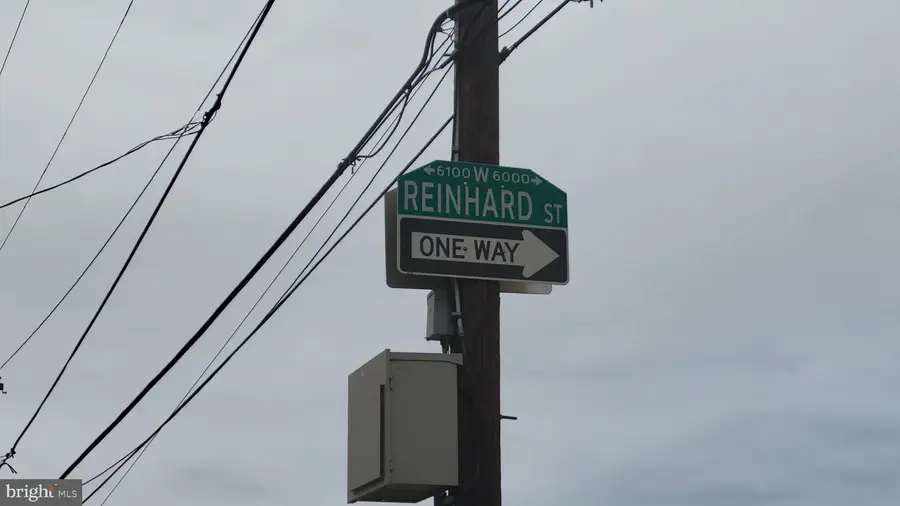 ←6100 W 6000→
REINHARD ST
ONE WAY
bright MLS